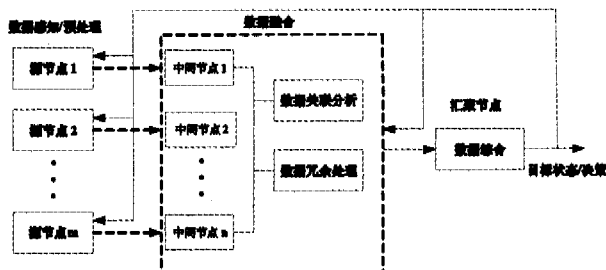 数据感知/预处理
数据融合
源节点 1
中间节点 1
数据关联分析
汇聚节点
源节点 2
中间节点 2
数据综合
目标状态/决策
数据冗余处理
源节点 m
中间节点 n